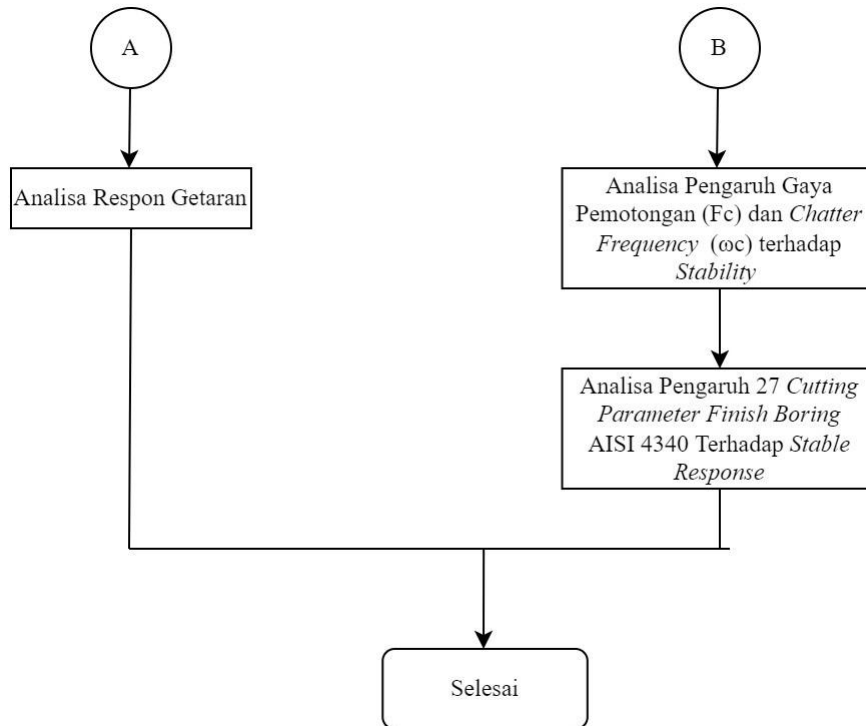 A
B
Analisa Respon Getaran
Analisa Pengaruh Gaya
Pemotongan (Fc) dan Chatter
Frequency (ωc) terhadap
Stability
Analisa Pengaruh 27 Cutting
Parameter Finish Boring
AISI 4340 Terhadap Stable
Response
Selesai